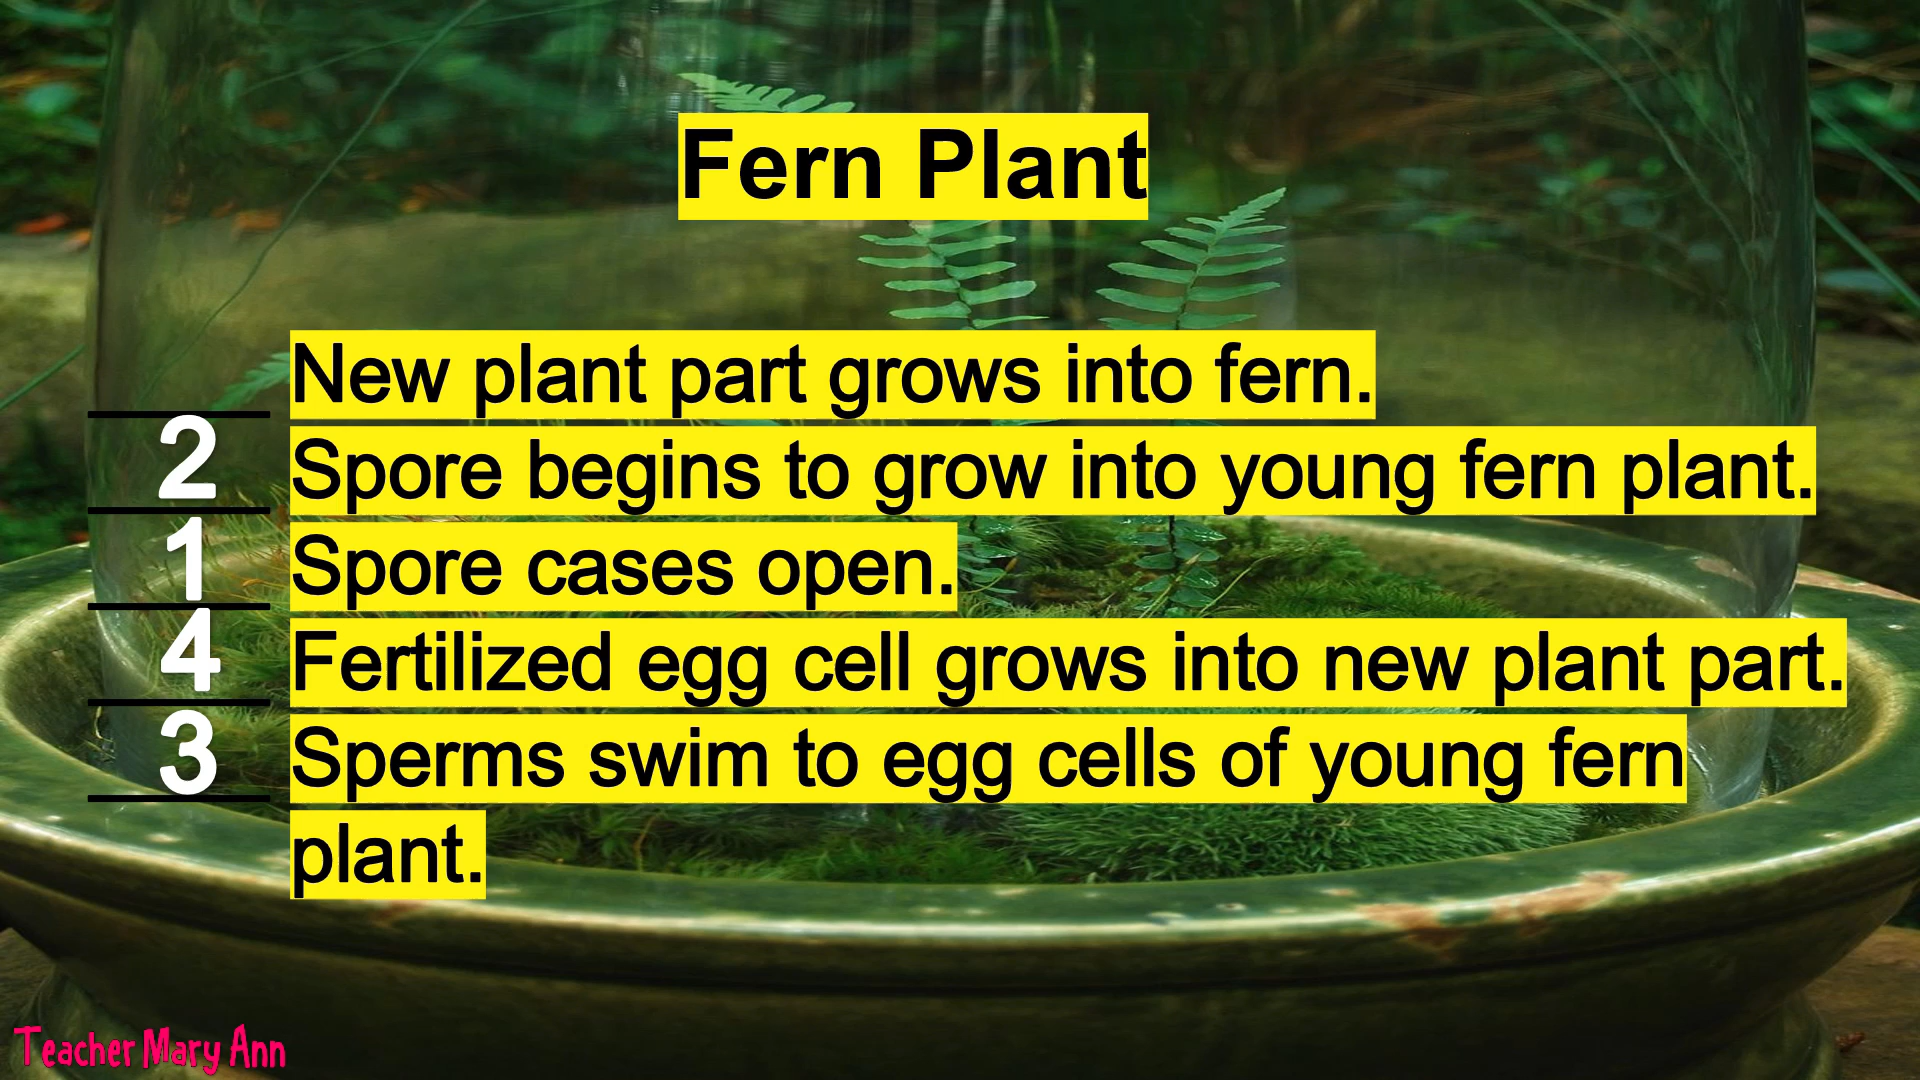 Fern Plant
New plant part grows into fern.
2 Spore begins to grow into young fern plant.
1 Spore cases open.
4 Fertilized egg cell grows into new plant part.
3 Sperms swim to egg cells of young fern
plant.
Teacher Mary Ann